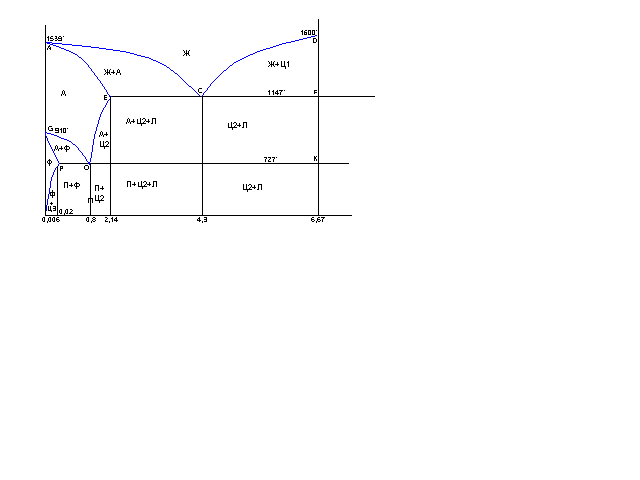 1539'
A
Ж
1600'
D
Ж+А
Ж+Ц1
А
E
C
1147'
F
А+Ц2+Л
Ц2+Л
G
910'
А+Ф
А+
Ц2
Ф
P
O
727'
K
П+Ф
П+
Ц2
П
П+Ц2+Л
Ц2+Л
Ф
+
Ц3
0,02
0,006
0,8
2,14
4,3
6,67